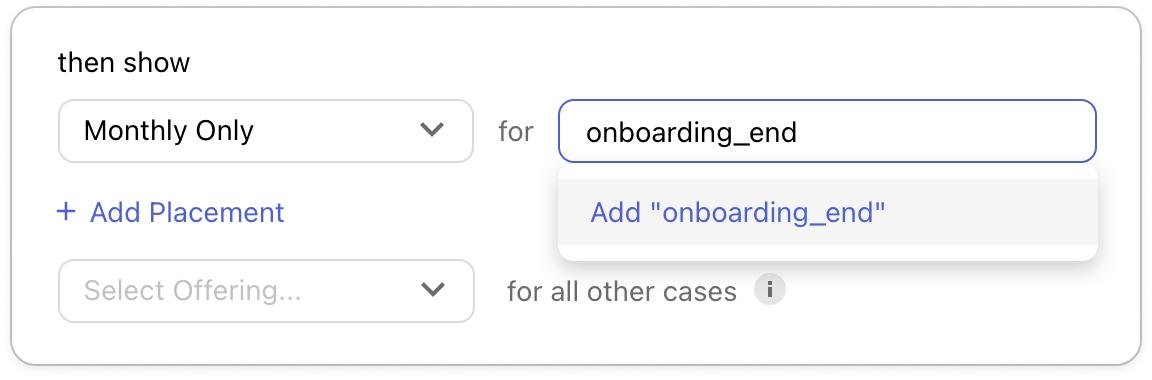 then show
Monthly Only for onboarding_end
+ Add Placement Add "onboarding_end"
Select Offering... for all other cases i